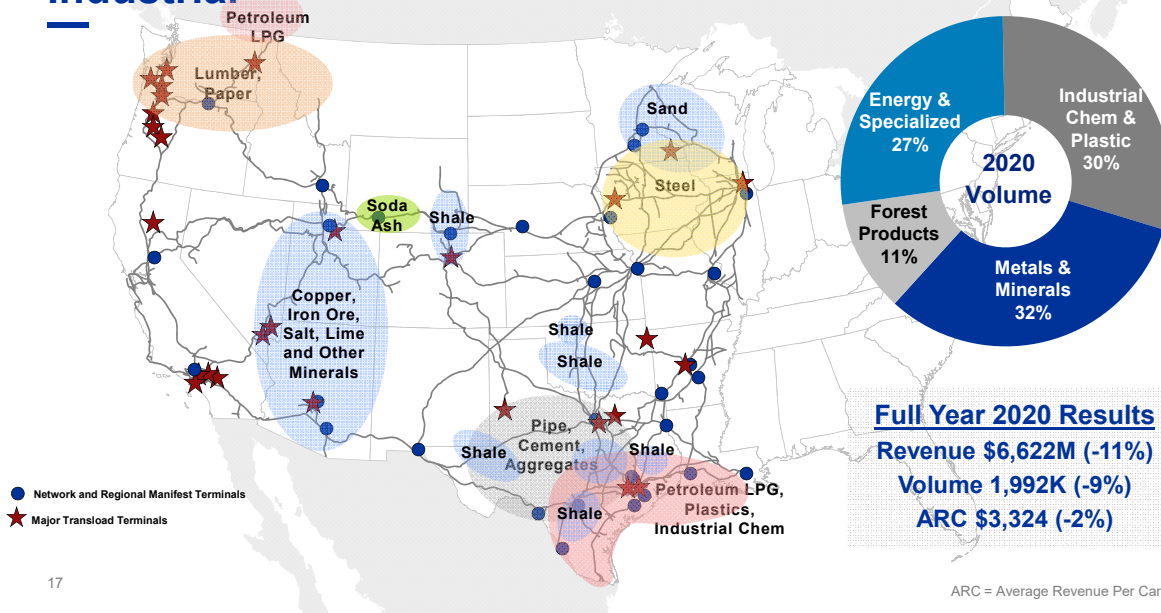 Industrial
Petroleum
LPG
Lumber,
Paper
Sand
Steel
Soda
Ash
Shale
Copper,
Iron Ore,
Salt, Lime
and Other
Minerals
Shale
Shale
Pipe,
Cement,
Aggregates
Shale
Shale
Shale
Petroleum LPG,
Plastics,
Industrial Chem
Network and Regional Manifest Terminals
Major Transload Terminals
Energy &
Specialized
27%
Industrial
Chem &
Plastic
30%
2020
Volume
Forest
Products
11%
Metals &
Minerals
32%
Full Year 2020 Results
Revenue $6,622M (-11%)
Volume 1,992K (-9%)
ARC $3,324 (-2%)
17
ARC = Average Revenue Per Car